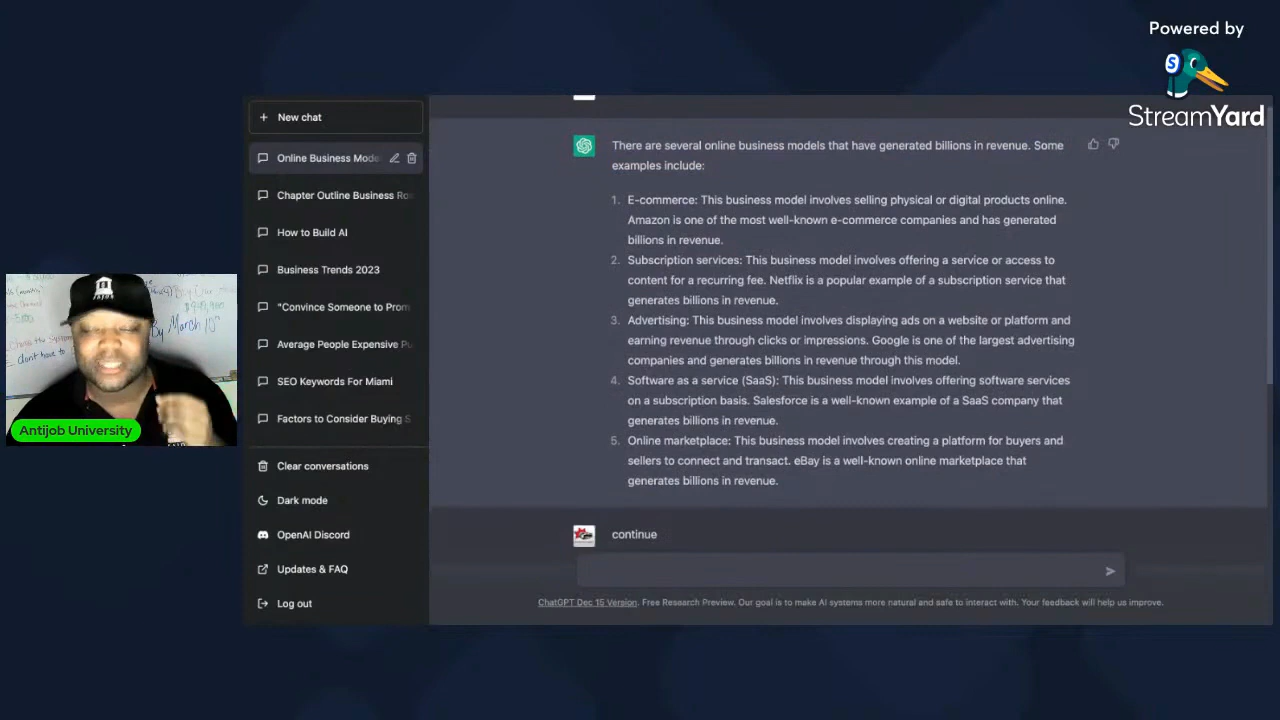 Powered by
StreamYard
New chat
Online Business Mode
Chapter Outline Business Ro
How to Build AI
Business Trends 2023
"Convince Someone to Prom
Average People Expensive Pu
SEO Keywords For Miami
Factors to Consider Buying S
Clear conversations
Dark mode
OpenAI Discord
Updates & FAQ
Log out
There are several online business models that have generated billions in revenue. Some
examples include:
1. E-commerce: This business model involves selling physical or digital products online.
Amazon is one of the most well-known e-commerce companies and has generated
billions in revenue.
2. Subscription services: This business model involves offering a service or access to
content for a recurring fee. Netflix is a popular example of a subscription service that
generates billions in revenue.
3. Advertising: This business model involves displaying ads on a website or platform and
earning revenue through clicks or impressions. Google is one of the largest advertising
companies and generates billions in revenue through this model.
4. Software as a service (SaaS): This business model involves offering software services
on a subscription basis. Salesforce is a well-known example of a SaaS company that
generates billions in revenue.
5. Online marketplace: This business model involves creating a platform for buyers and
sellers to connect and transact. eBay is a well-known online marketplace that
generates billions in revenue.
continue
ChatGPT Dec 15 Version. Free Research Preview. Our goal is to make AI systems more natural and safe to interact with. Your feedback will help us improve.
By March
dont have to
Antijob University